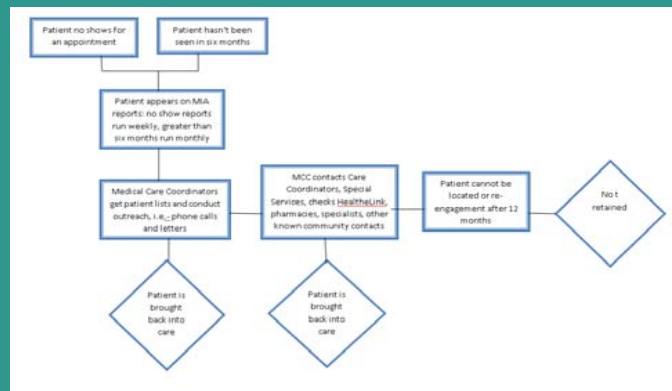 Patient no shows for
an appointment
Patient hasn't been
seen in six months
Patient appears on MIA
reports: no show reports
run weekly, greater than
six months run monthly
Medical Care Coordinators
get patient lists and conduct
outreach, i.e,- phone calls
and letters
MCC contacts Care
Coordinators, Special
Services, checks HealtheLink,
pharmacies, specialists, other
known community contacts
Patient cannot be
located or re-
engagement after 12
months
No t
retained
Patient is
brought
back into
care
Patient is
brought
back into
care